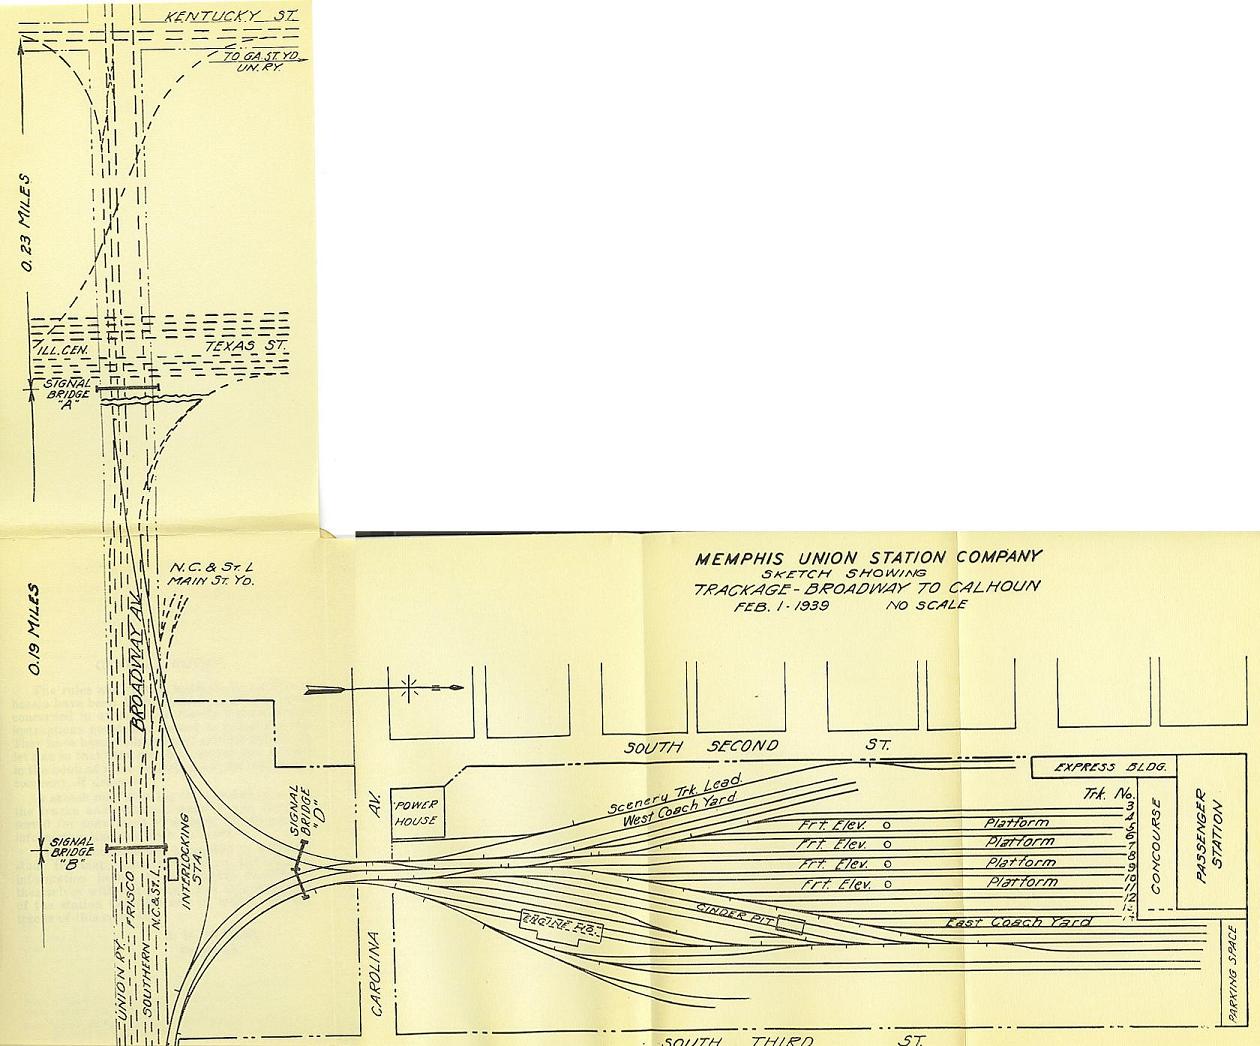 KENTUCKY ST.
TO GA. ST. YD.
UN. RY.
0.23 MILES
ILL. CEN.
TEXAS ST.
SIGNAL
BRIDGE
"A"
0.19 MILES
N.C. & ST. L
MAIN ST. YD.
BROADWAY AV.
SIGNAL
BRIDGE
"B"
INTERLOCKING
STA.
UNION RY.
FRISCO
SOUTHERN
N.C. & ST. L.
SIGNAL
BRIDGE
"D"
MEMPHIS UNION STATION COMPANY
SKETCH SHOWING
TRACKAGE - BROADWAY TO CALHOUN
FEB. 1 - 1939 NO SCALE
SOUTH SECOND ST.
CAROLINA AV.
POWER
HOUSE
Scenery Trk. Lead
West Coach Yard
EXPRESS BLDG.
Trk. No.
3
4
5
6
7
8
9
10
11
12
Frt. Elev. Platform
Frt. Elev. Platform
Frt. Elev. Platform
Frt. Elev. Platform
CONCOURSE
PASSENGER
STATION
CINDER PIT
East Coach Yard
PARKING SPACE
SOUTH THIRD ST.